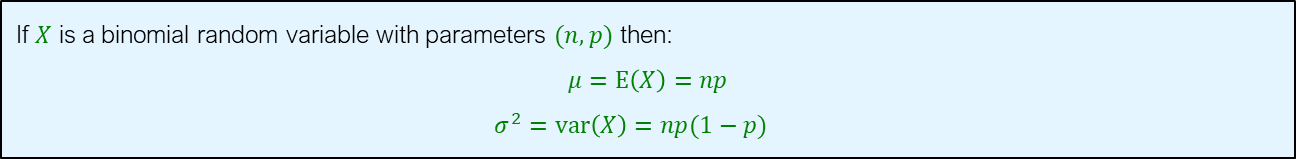 If X is a binomial random variable with parameters (n, p) then:
μ = E(X) = np
σ² = var(X) = np(1 − p)